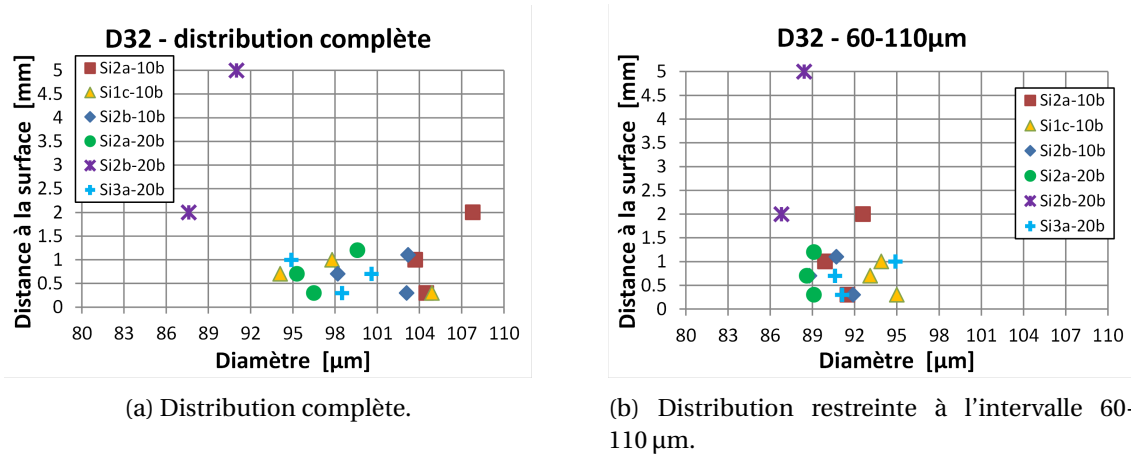 D32 - distribution complète
Distance à la surface [mm]
5
4.5
4
3.5
3
2.5
2
1.5
1
0.5
0
Si2a-10b
Si1c-10b
Si2b-10b
Si2a-20b
Si2b-20b
Si3a-20b
80 83 86 89 92 95 98 101 104 107 110
Diamètre [µm]
(a) Distribution complète.
D32 - 60-110µm
Distance à la surface [mm]
5
4.5
4
3.5
3
2.5
2
1.5
1
0.5
0
Si2a-10b
Si1c-10b
Si2b-10b
Si2a-20b
Si2b-20b
Si3a-20b
80 83 86 89 92 95 98 101 104 107 110
Diamètre [µm]
(b) Distribution restreinte à l'intervalle 60-
110 µm.